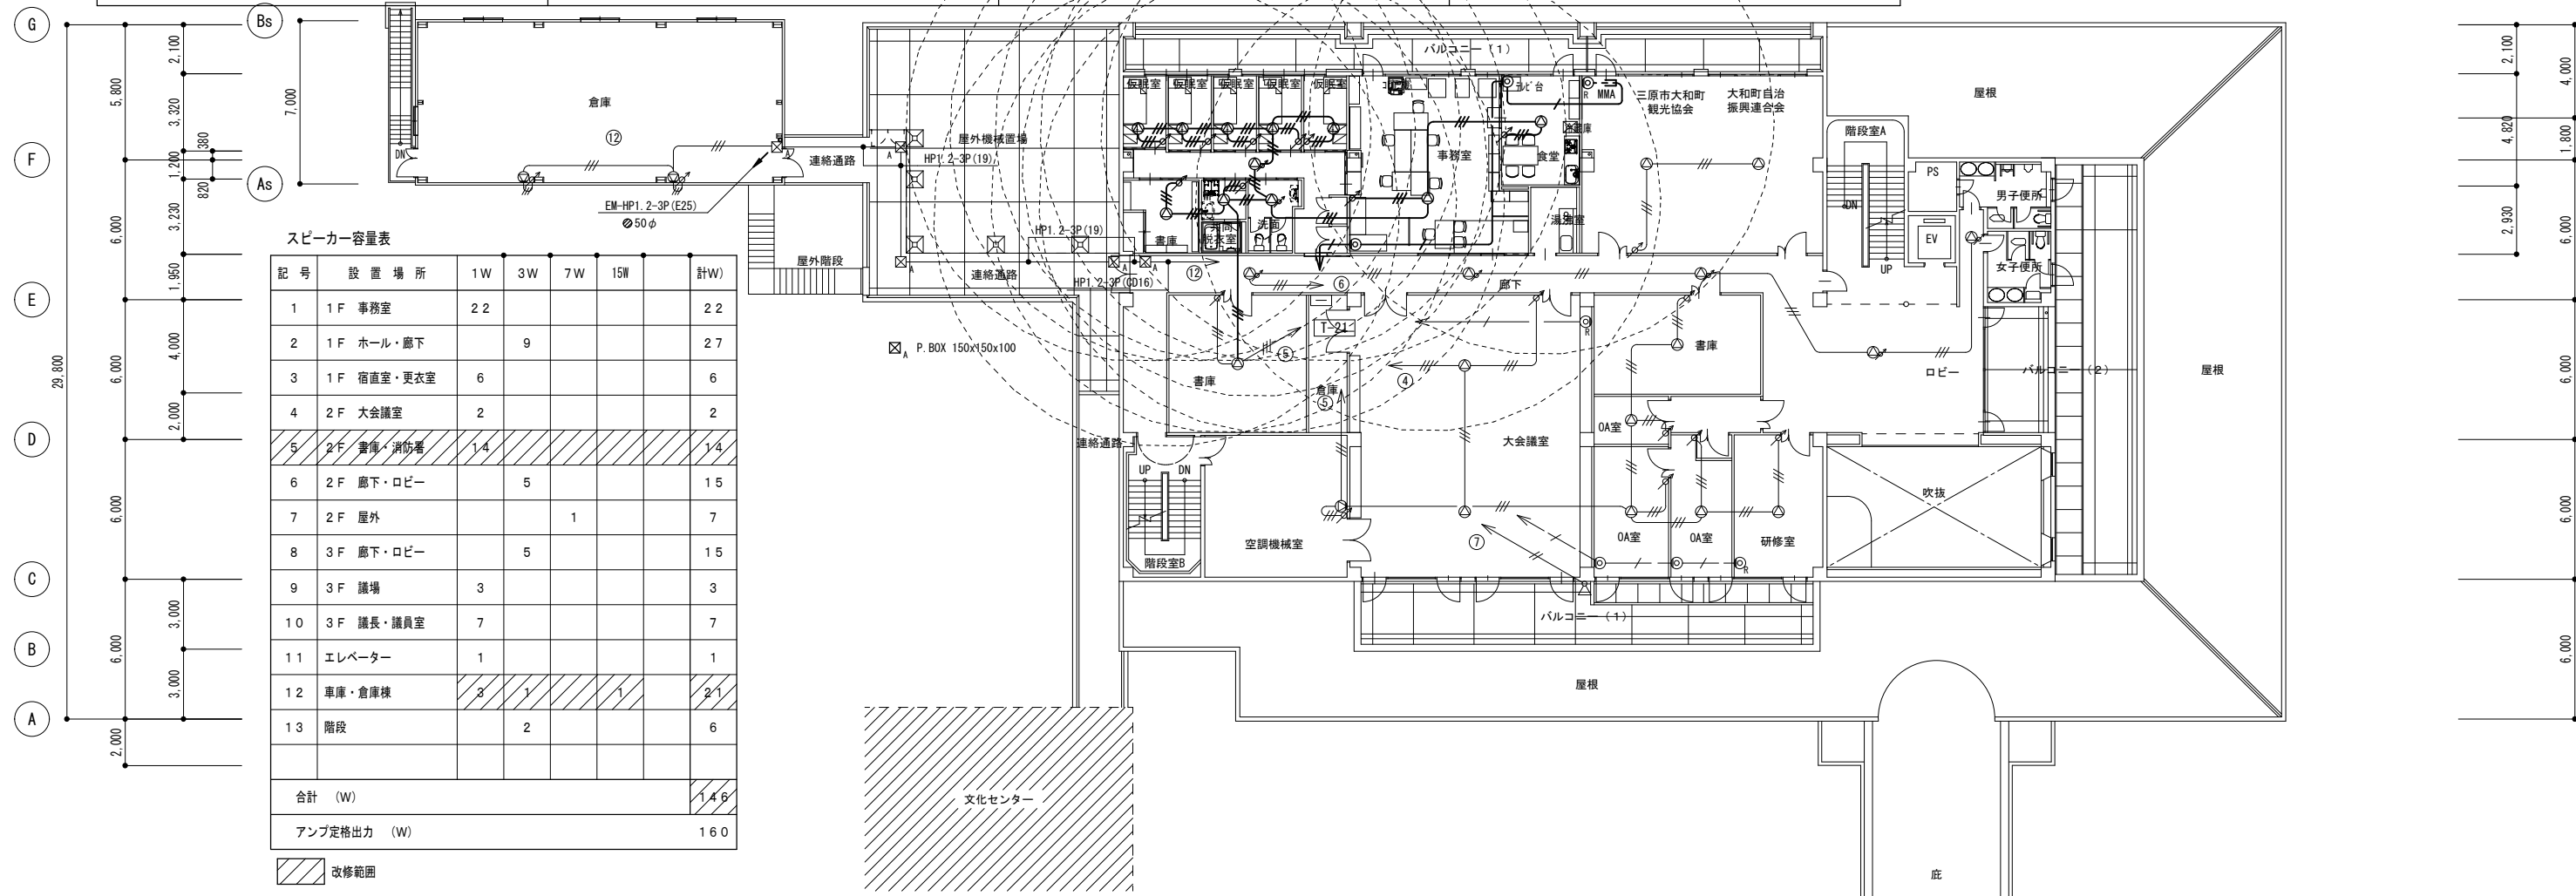 G
F
E
D
C
B
A
Bs
As
29,800
5,800
6,000
6,000
6,000
6,000
2,000
2,100
3,320
380
1,200
820
3,230
1,950
4,000
2,000
3,000
3,000
7,000
DN
倉庫
⑫
連絡通路
EM-HP1.2-3P(E25)
50φ
屋外階段
屋外機械置場
HP1.2-3P(19)
HP1.2-3P(19)
連絡通路
HP1.2-3P(CD16)
A
A
A
A
A
A P.BOX 150x150x100
スピーカー容量表
記 号 設 置 場 所 1W 3W 7W 15W 計W)
1 1F 事務室 22 22
2 1F ホール・廊下 9 27
3 1F 宿直室・更衣室 6 6
4 2F 大会議室 2 2
5 2F 書庫・消防署 14 14
6 2F 廊下・ロビー 5 15
7 2F 屋外 1 7
8 3F 廊下・ロビー 5 15
9 3F 議場 3 3
10 3F 議長・議員室 7 7
11 エレベーター 1 1
12 車庫・倉庫棟 3 1 1 21
13 階段 2 6
合計 (W) 146
アンプ定格出力 (W) 160
改修範囲
バルコニー(1)
仮眠室
仮眠室
仮眠室
仮眠室
仮眠室
テレビ台
R
MMA
三原市大和町
観光協会
大和町自治
振興連合会
事務室
食堂
湯沸室
書庫
脱衣室
洗面
⑫
⑥
廊下
階段室A
DN
UP
PS
EV
男子便所
女子便所
屋根
T-21
R
書庫
⑤
倉庫
⑤
④
書庫
ロビー
バルコニー(2)
屋根
連絡通路
大会議室
OA室
UP
DN
階段室B
空調機械室
⑦
OA室
OA室
研修室
R
吹抜
バルコニー(1)
屋根
文化センター
庇
2,100
4,820
2,930
4,000
1,800
6,000
6,000
6,000
6,000